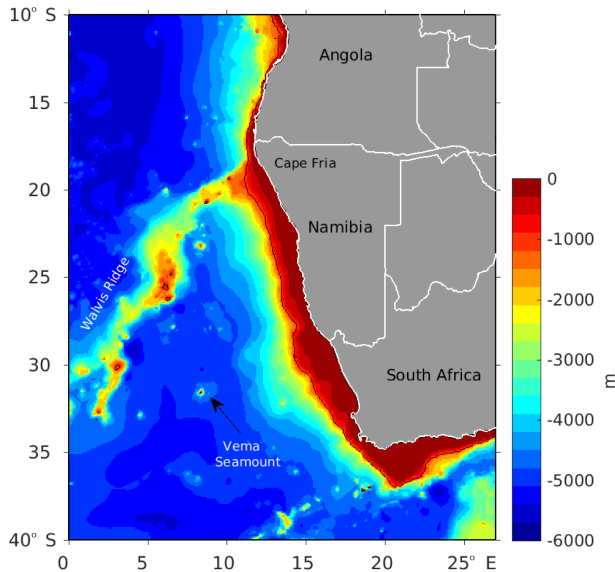 10° S
Angola
15
Cape Fria
20
0
-1000
Namibia
-2000
25
Walvis Ridge
-3000
m
30
South Africa
-4000
Vema
Seamount
35
-5000
40° S
-6000
0 5 10 15 20 25° E